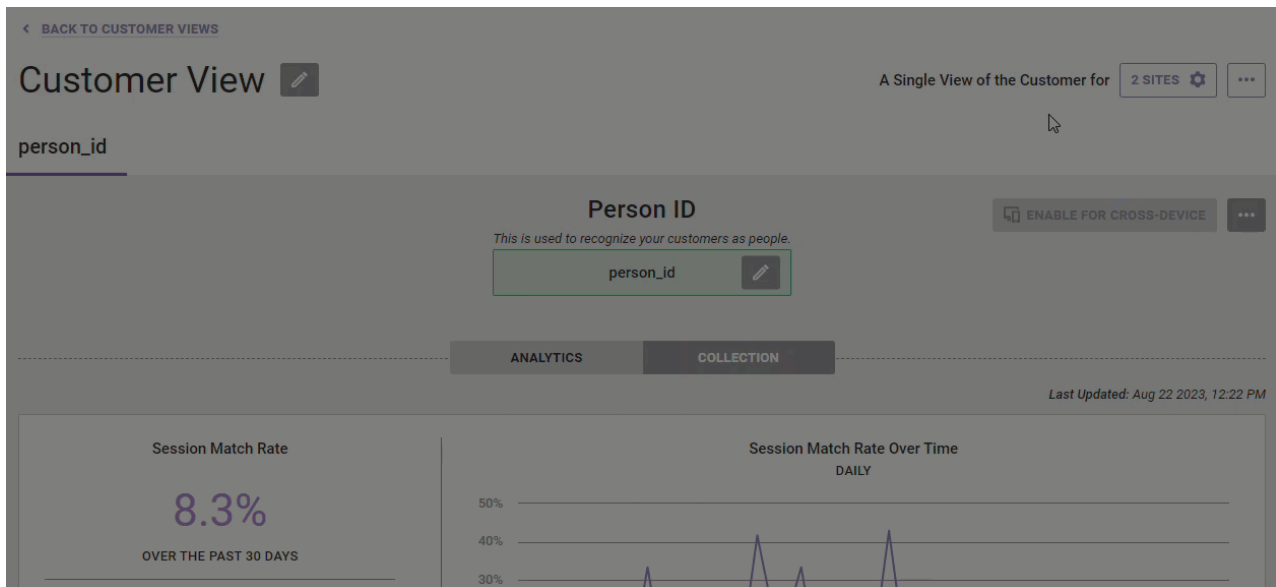 BACK TO CUSTOMER VIEWS
Customer View
A Single View of the Customer for
2 SITES
person_id
Person ID
This is used to recognize your customers as people.
person_id
ENABLE FOR CROSS-DEVICE
ANALYTICS
COLLECTION
Last Updated: Aug 22 2023, 12:22 PM
Session Match Rate
8.3%
OVER THE PAST 30 DAYS
Session Match Rate Over Time
DAILY
50%
40%
30%